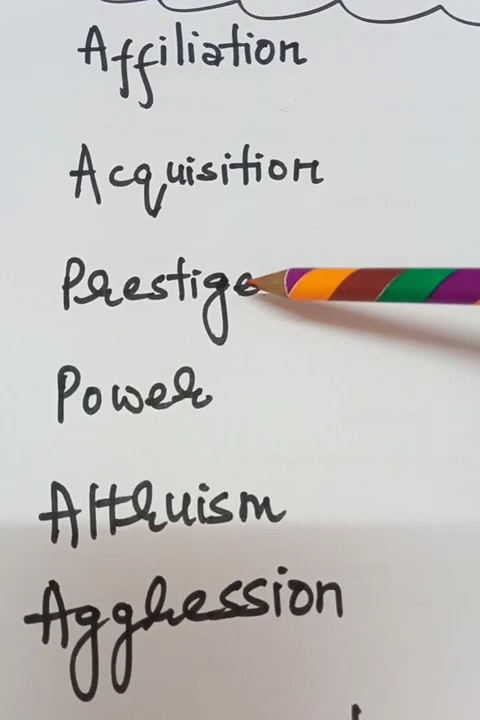 Affiliation
Acquisition
Prestige
Power
Altruism
Aggression